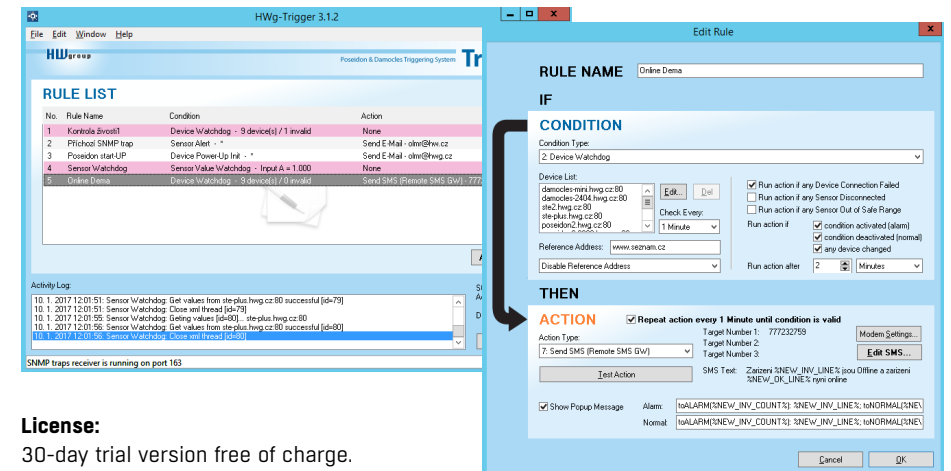 HWg-Trigger 3.1.2
File Edit Window Help
HWgroup
Poseidon & Damocles Triggering System Tr
RULE LIST
No. Rule Name Condition Action
1 Kontrola živosti1 Device Watchdog - 9 device(s) / 1 invalid None
2 Příchozí SNMP trap Sensor Alert - * Send E-Mail - olmr@hw.cz
3 Poseidon start-UP Device Power-Up Init - * Send E-Mail - olmr@hwg.cz
4 Sensor Watchdog Sensor Value Watchdog - Input A = 1.000 None
5 Online Dema Device Watchdog - 9 device(s) / 0 invalid Send SMS (Remote SMS GW) - 777
Activity Log:
10. 1. 2017 12:01:51: Sensor Watchdog: Get values from ste-plus.hwg.cz:80 successful [id=79]
10. 1. 2017 12:01:51: Sensor Watchdog: Close xml thread [id=79]
10. 1. 2017 12:01:55: Sensor Watchdog: Geting values [id=80]... ste-plus.hwg.cz:80
10. 1. 2017 12:01:56: Sensor Watchdog: Get values from ste-plus.hwg.cz:80 successful [id=80]
10. 1. 2017 12:01:56: Sensor Watchdog: Close xml thread [id=80]
SNMP traps receiver is running on port 163
Edit Rule
RULE NAME Online Dema
IF
CONDITION
Condition Type:
2: Device Watchdog
Device List:
damocles-mini.hwg.cz:80
damocles-2404.hwg.cz:80
ste2.hwg.cz:80
ste-plus.hwg.cz:80
poseidon2.hwg.cz:80
Edit... Del
Check Every:
1 Minute
Reference Address: www.seznam.cz
Disable Reference Address
Run action if any Device Connection Failed
Run action if any Sensor Disconnected
Run action if any Sensor Out of Safe Range
Run action if condition activated (alarm)
condition deactivated (normal)
any device changed
Run action after 2 Minutes
THEN
ACTION Repeat action every 1 Minute until condition is valid
Action Type:
7: Send SMS (Remote SMS GW)
Test Action
Target Number 1: 777232759
Target Number 2:
Target Number 3:
Modem Settings...
Edit SMS...
SMS Text: Zarizeni %NEW_INV_LINE% jsou Offline a zarizeni
%NEW_OK_LINE% nyni online
Show Popup Message Alarm: toALARM(%NEW_INV_COUNT%): %NEW_INV_LINE%; toNORMAL(%NEV
Normal: toALARM(%NEW_INV_COUNT%): %NEW_INV_LINE%; toNORMAL(%NEV
Cancel OK
License:
30-day trial version free of charge.